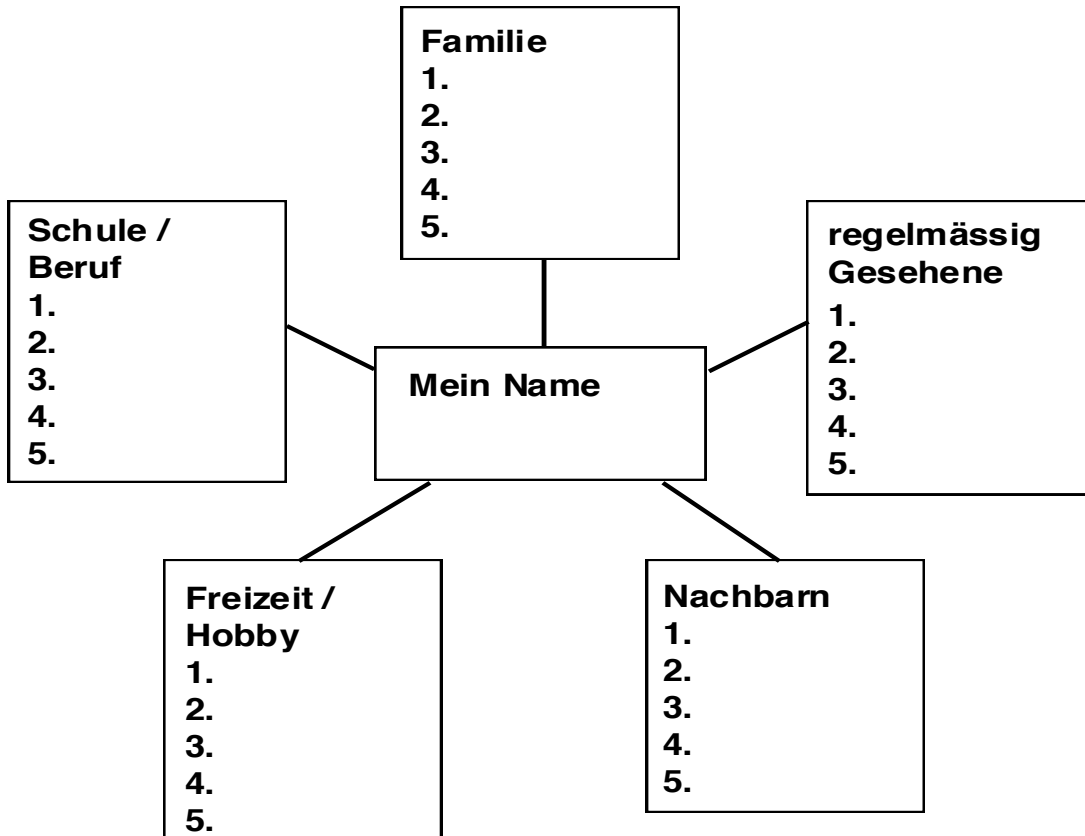 Familie
1.
2.
3.
4.
5.
Schule /
Beruf
1.
2.
3.
4.
5.
regelmässig
Gesehene
1.
2.
3.
4.
5.
Mein Name
Freizeit /
Hobby
1.
2.
3.
4.
5.
Nachbarn
1.
2.
3.
4.
5.